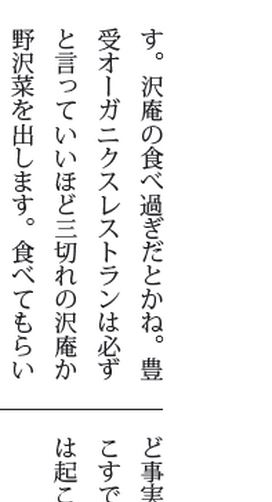 す。沢庵の食べ過ぎだとかね。豊
受オーガニクスレストランは必ず
と言っていいほど三切れの沢庵か
野沢菜を出します。食べてもらい
ど事実
こすで
は起こ